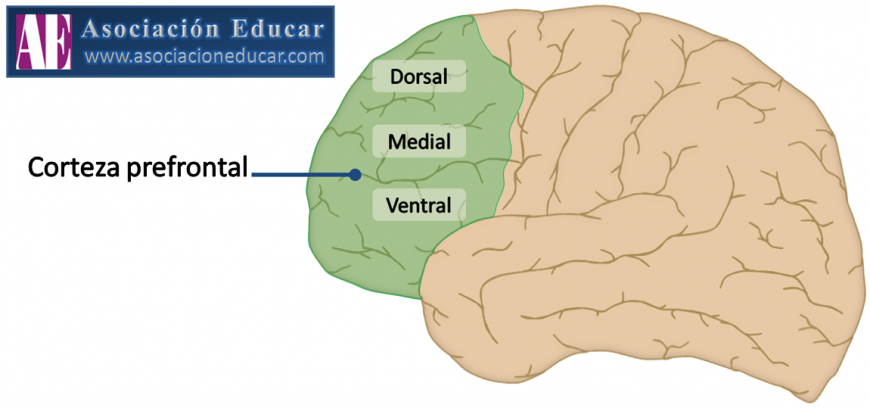 AE Asociación Educar
www.asociacioneducar.com
Dorsal
Medial
Corteza prefrontal
Ventral